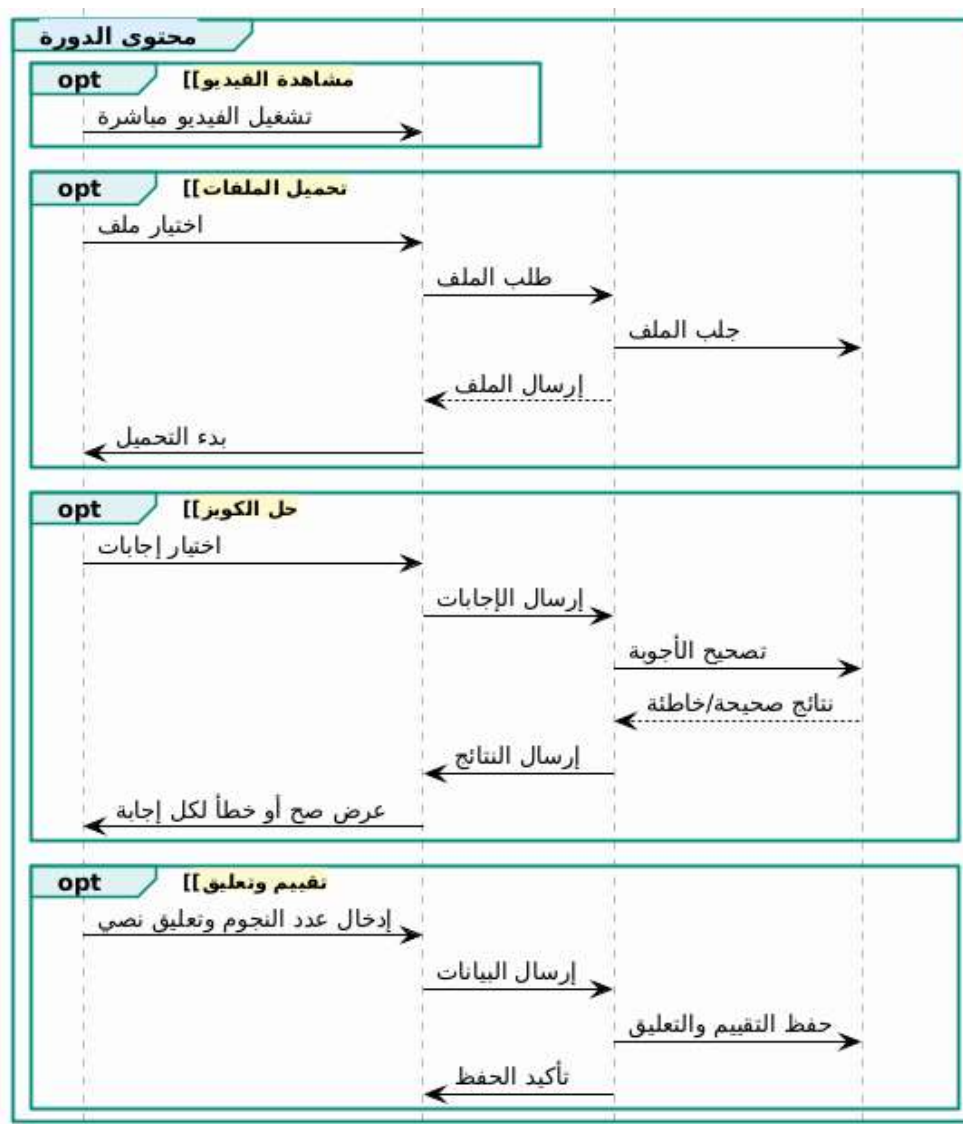 محتوى الدورة
opt [[مشاهدة الفيديو
تشغيل الفيديو مباشرة
opt [[تحميل الملفات
اختيار ملف
طلب الملف
جلب الملف
إرسال الملف
بدء التحميل
opt [[حل الكويز
اختيار إجابات
إرسال الإجابات
تصحيح الأجوبة
نتائج صحيحة/خاطئة
إرسال النتائج
عرض صح أو خطأ لكل إجابة
opt [[تقييم وتعليق
إدخال عدد النجوم وتعليق نصي
إرسال البيانات
حفظ التقييم والتعليق
تأكيد الحفظ